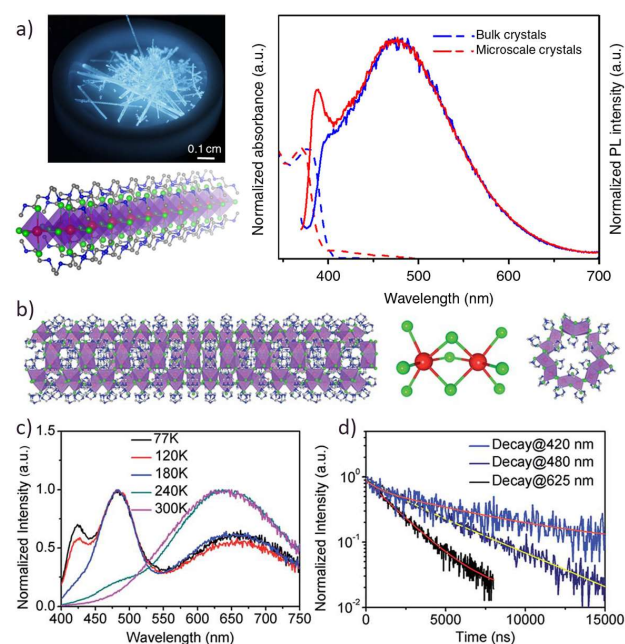 a)
0.1 cm
Normalized absorbance (a.u.)
Bulk crystals
Microscale crystals
Normalized PL intensity (a.u.)
400 500 600 700
Wavelength (nm)
b)
c)
Normalized Intensity (a.u.)
1.5
1.0
0.5
0.0
77K
120K
180K
240K
300K
400 450 500 550 600 650 700 750
Wavelength (nm)
d)
Normalized Intensity (a.u.)
10⁰
10⁻¹
10⁻²
Decay@420 nm
Decay@480 nm
Decay@625 nm
0 5000 10000 15000
Time (ns)